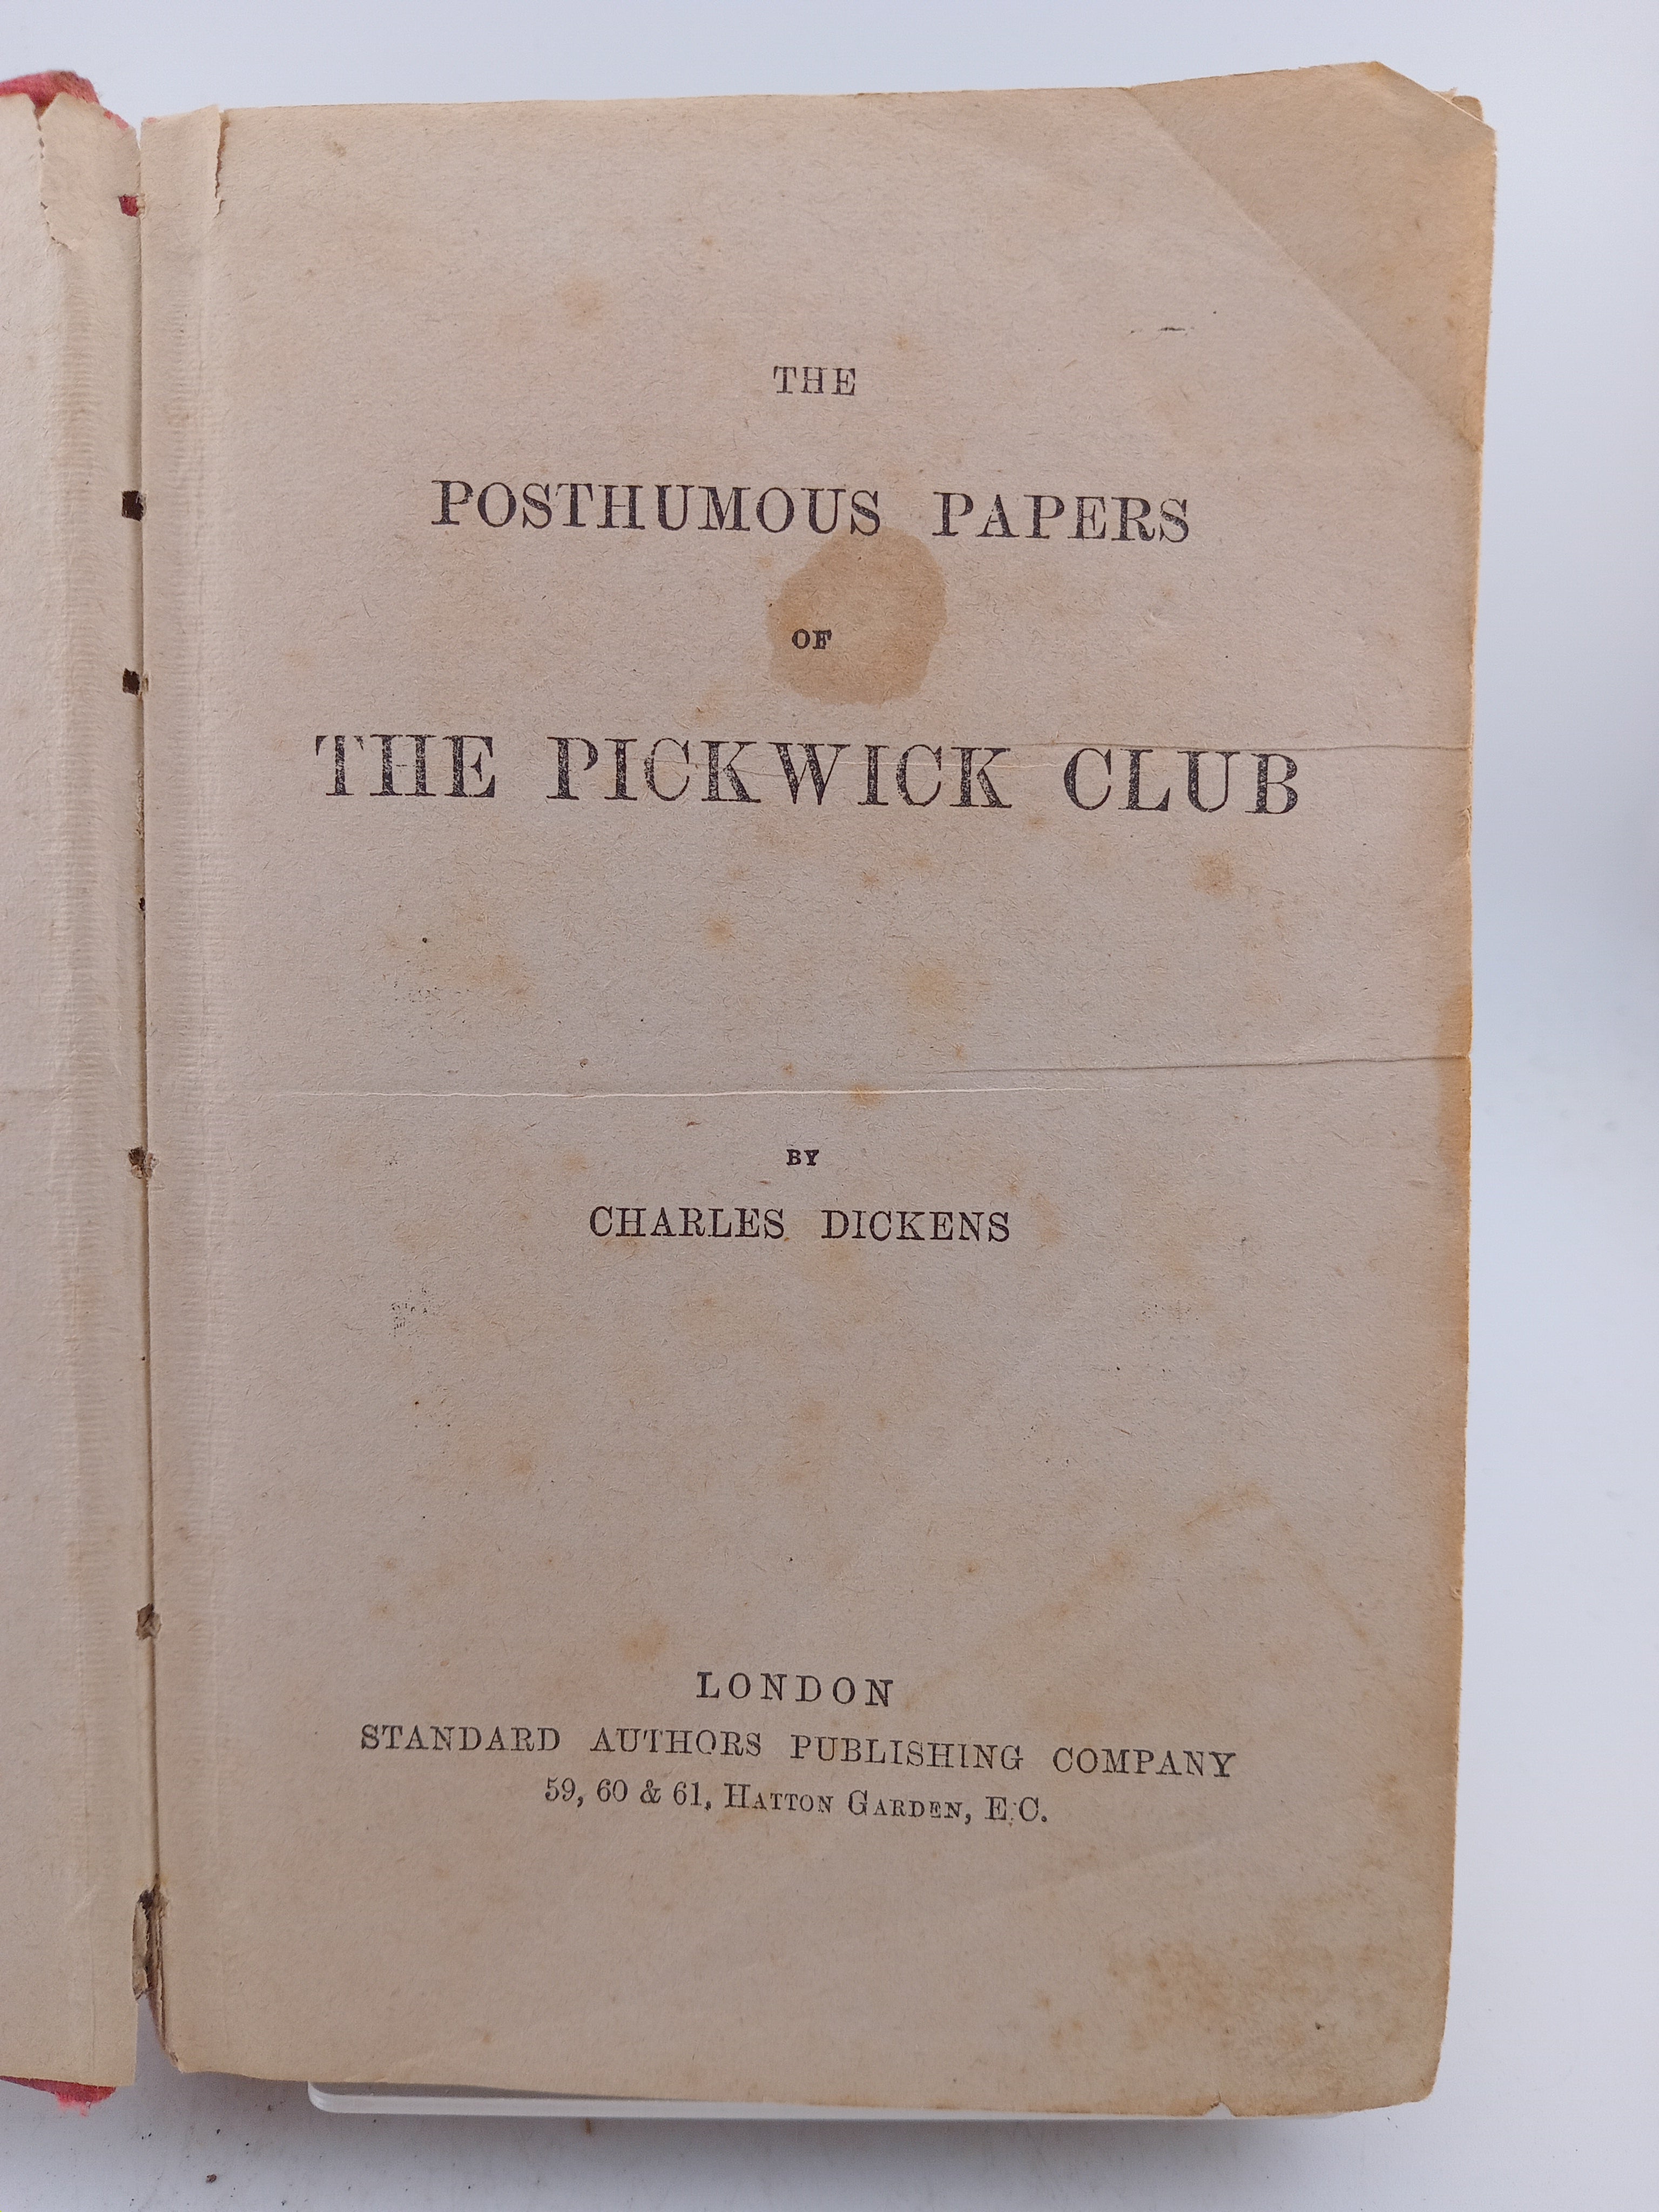 THE
POSTHUMOUS PAPERS
OF
THE PICKWICK CLUB
BY
CHARLES DICKENS
LONDON
STANDARD AUTHORS PUBLISHING COMPANY
59, 60 & 61, HATTON GARDEN, E.C.